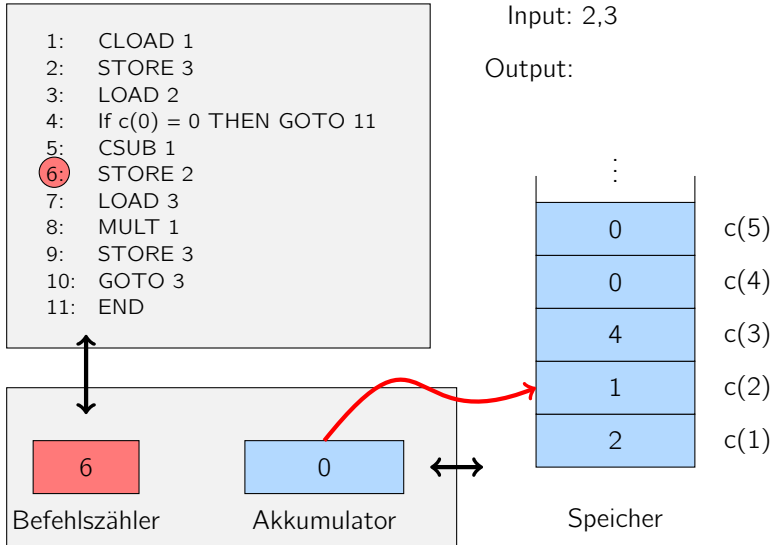 Input: 2,3
Output:
1: CLOAD 1
2: STORE 3
3: LOAD 2
4: If c(0) = 0 THEN GOTO 11
5: CSUB 1
6: STORE 2
7: LOAD 3
8: MULT 1
9: STORE 3
10: GOTO 3
11: END
⋮
0 c(5)
0 c(4)
4 c(3)
1 c(2)
2 c(1)
6
0
Befehlszähler
Akkumulator
Speicher